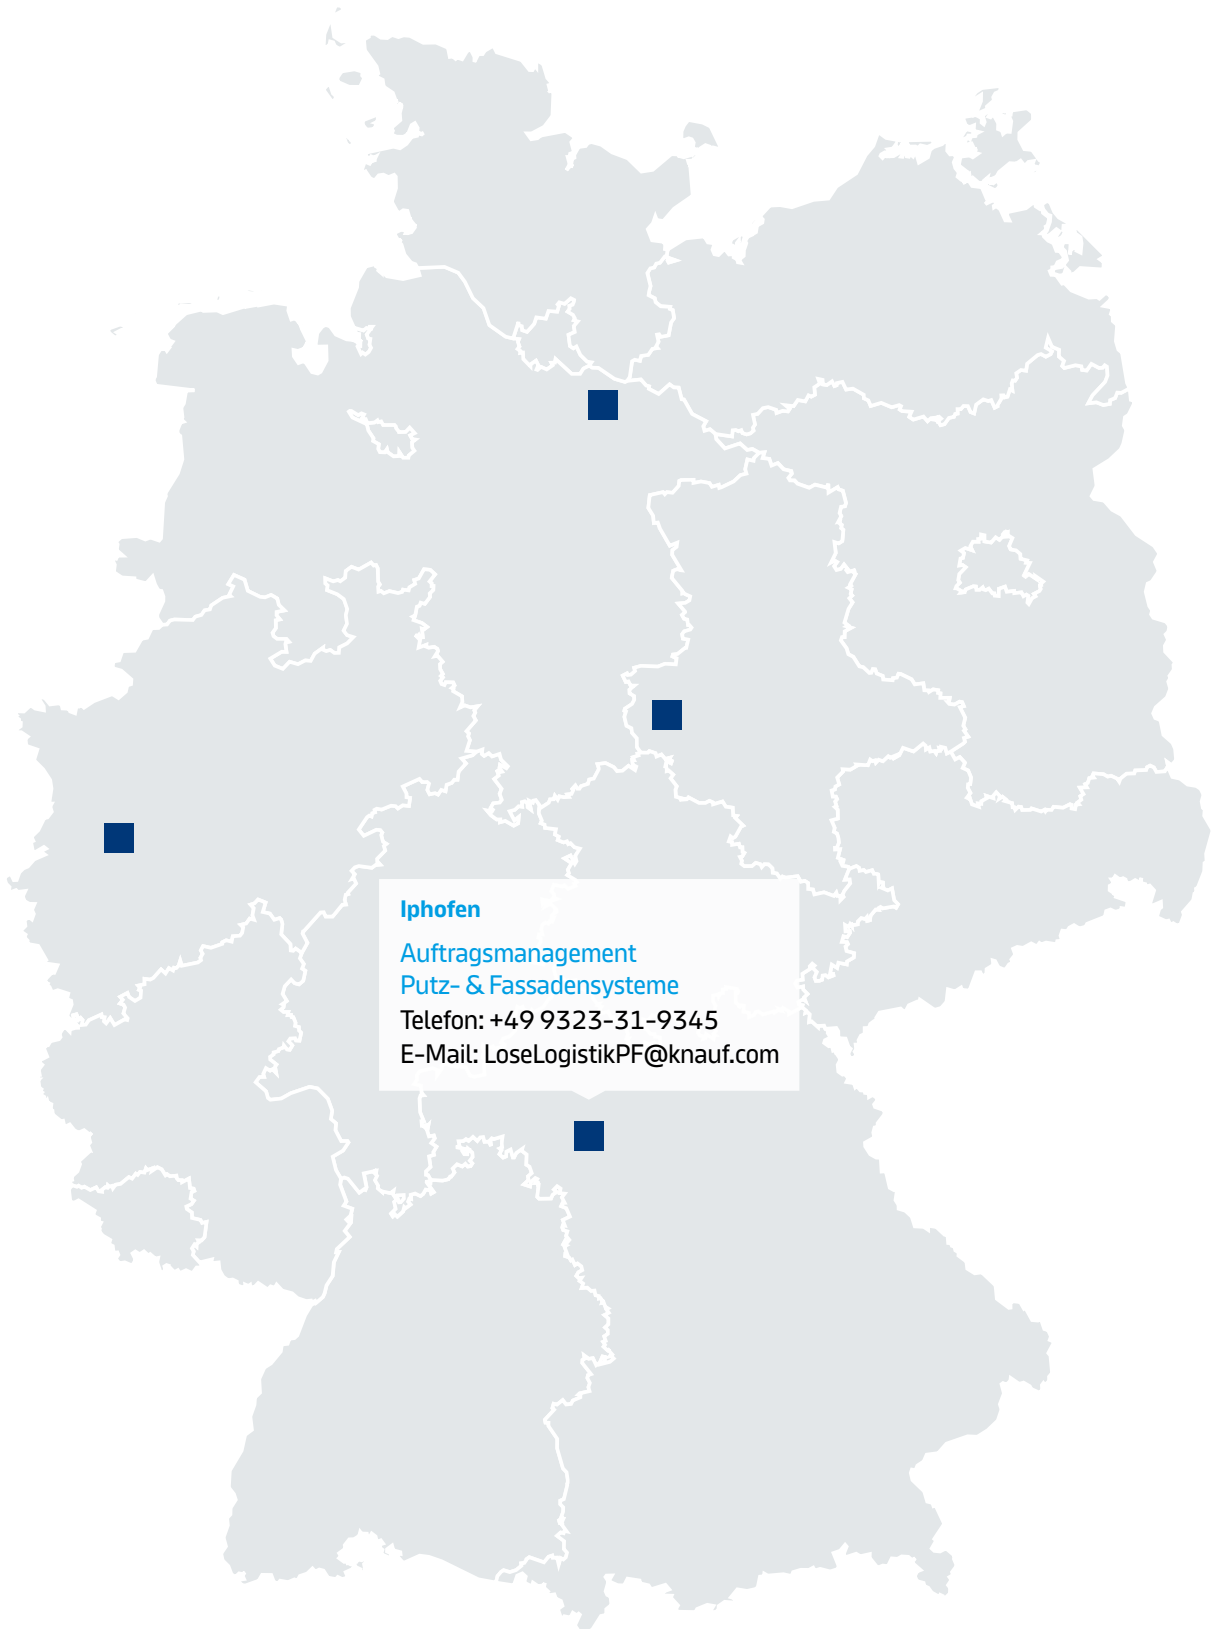 Iphofen
Auftragsmanagement
Putz- & Fassadensysteme
Telefon: +49 9323-31-9345
E-Mail: LoseLogistikPF@knauf.com